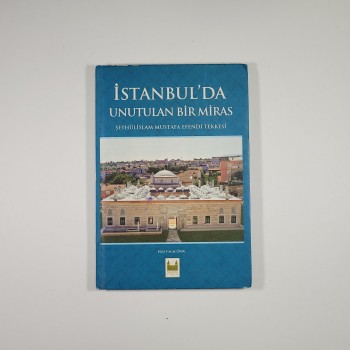 İSTANBUL'DA
UNUTULAN BİR MİRAS
ŞEYHÜLİSLAM MUSTAFA EFENDİ TEKKESİ